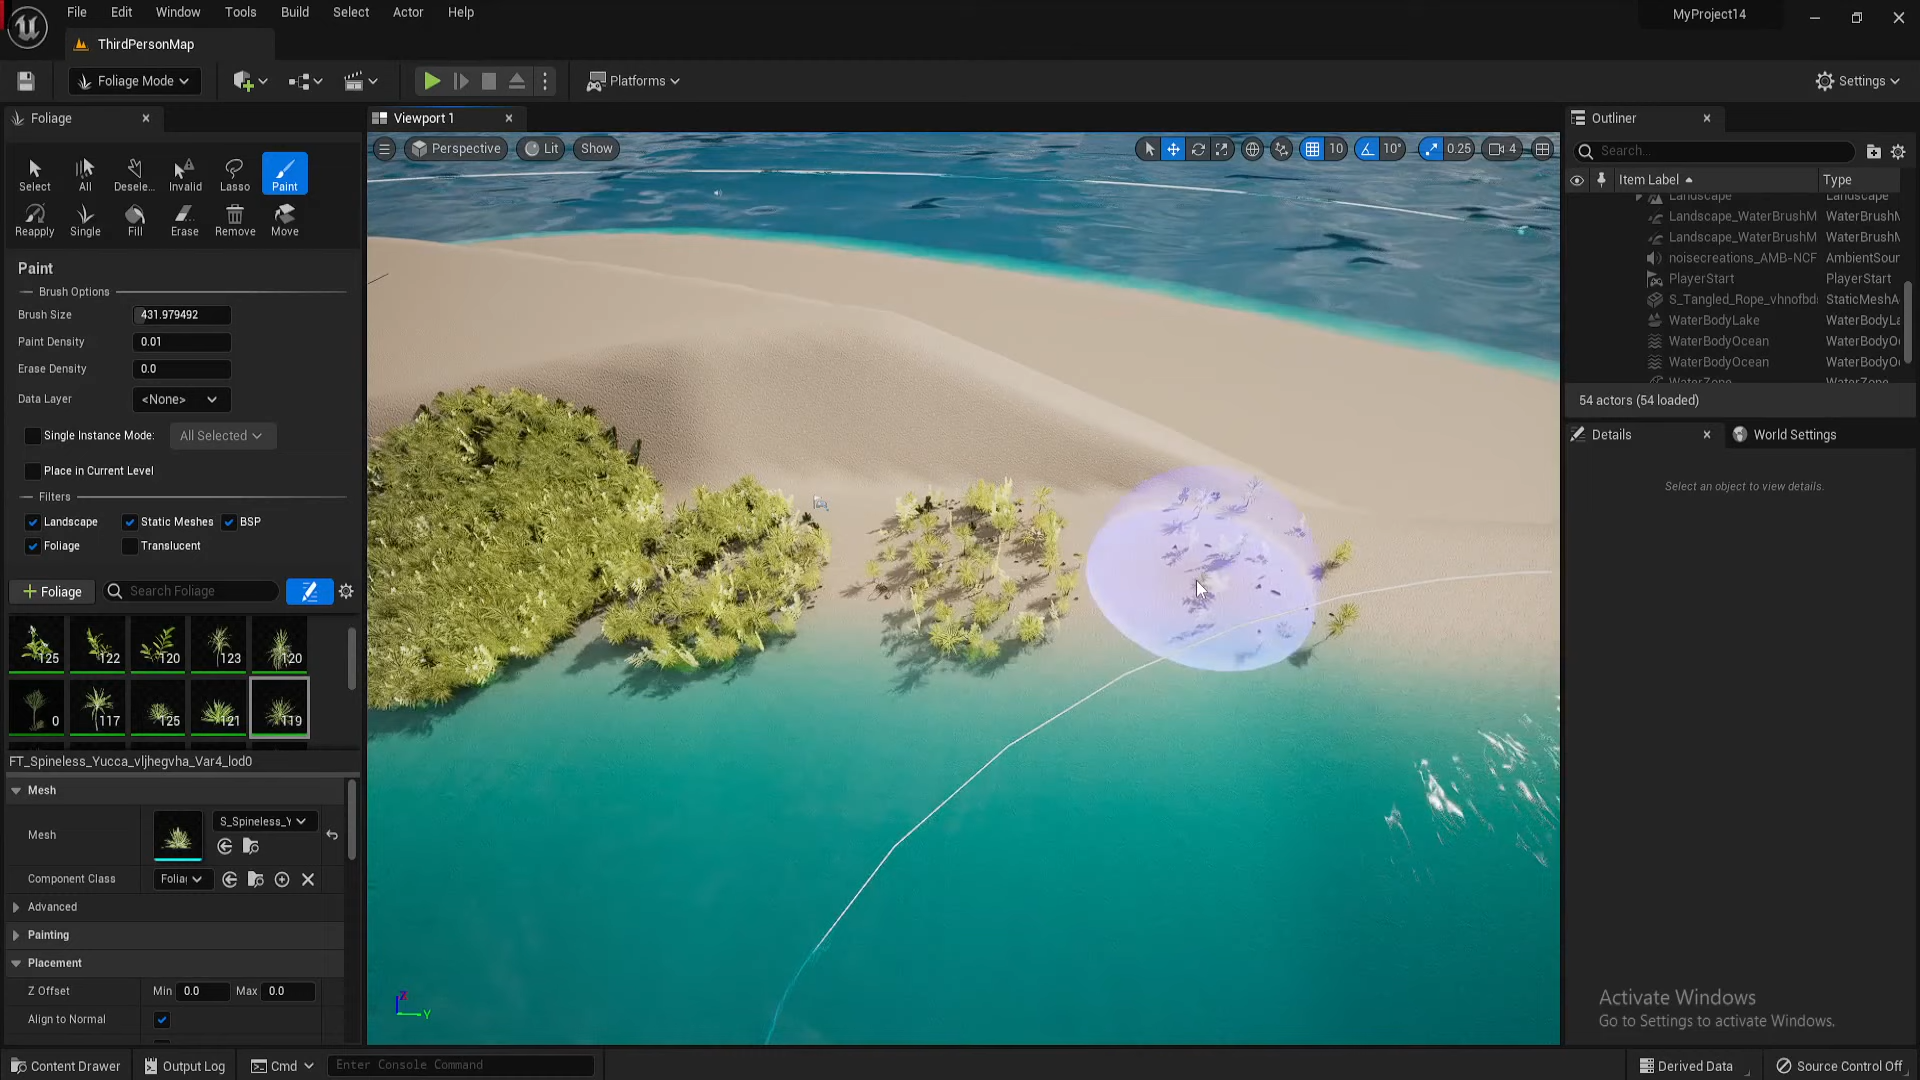 File Edit Window Tools Build Select Actor Help
MyProject14
ThirdPersonMap
Foliage Mode
Platforms
Settings
Foliage
Viewport 1
Outliner
Perspective Lit Show
10 10° 0.25 4
Search...
Item Label Type
Select All Desele... Invalid Lasso Paint
Reapply Single Fill Erase Remove Move
Landscape Landscape
Landscape_WaterBrushM WaterBrushM
Landscape_WaterBrushM WaterBrushM
noisecreations_AMB-NCF AmbientSour
PlayerStart PlayerStart
S_Tangled_Rope_vhnofbd StaticMeshA
WaterBodyLake WaterBodyLa
WaterBodyOcean WaterBodyO
WaterBodyOcean WaterBodyO
54 actors (54 loaded)
Details World Settings
Select an object to view details.
Paint
Brush Options
Brush Size 431.979492
Paint Density 0.01
Erase Density 0.0
Data Layer <None>
Single Instance Mode: All Selected
Place in Current Level
Filters
Landscape Static Meshes BSP
Foliage Translucent
+ Foliage Search Foliage
125 122 120 123 120
0 117 125 121 119
FT_Spineless_Yucca_vljhegvha_Var4_lod0
Mesh
Mesh S_Spineless_Y
Component Class Folia
Advanced
Painting
Placement
Z Offset Min 0.0 Max 0.0
Align to Normal
Z
Y
Activate Windows
Go to Settings to activate Windows.
Content Drawer Output Log Cmd Enter Console Command
Derived Data Source Control Off